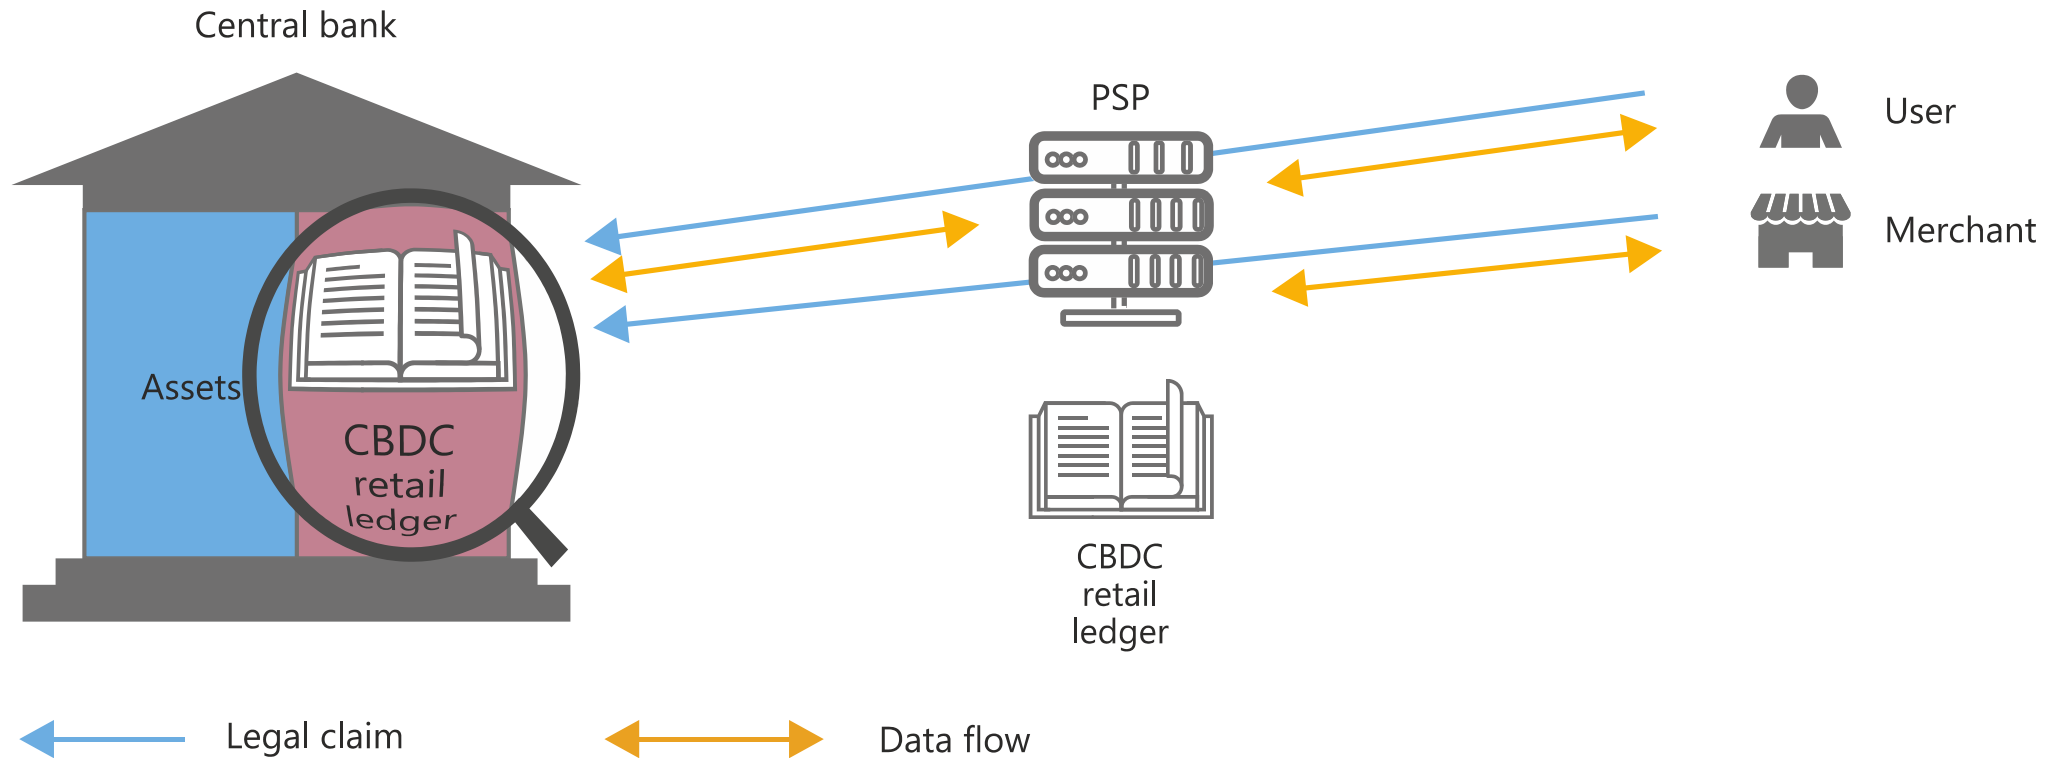 Central bank
PSP
User
Merchant
Assets
CBDC
retail
ledger
CBDC
retail
ledger
Legal claim
Data flow